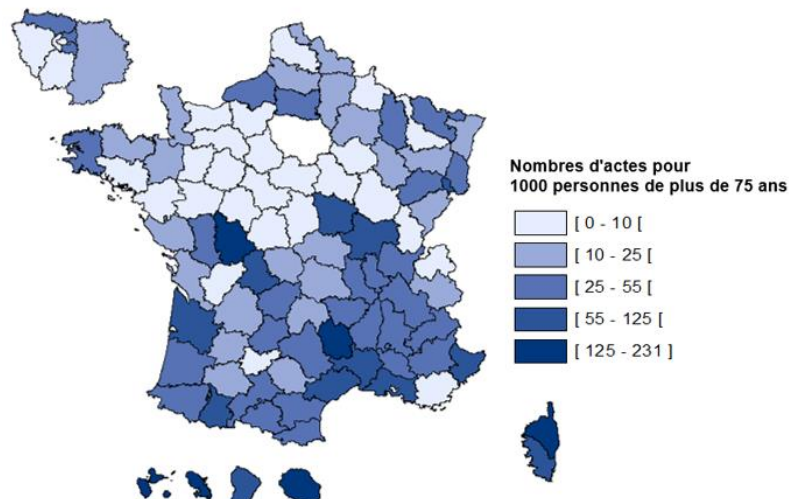 Nombres d'actes pour
1000 personnes de plus de 75 ans
[ 0 - 10 [
[ 10 - 25 [
[ 25 - 55 [
[ 55 - 125 [
[ 125 - 231 ]